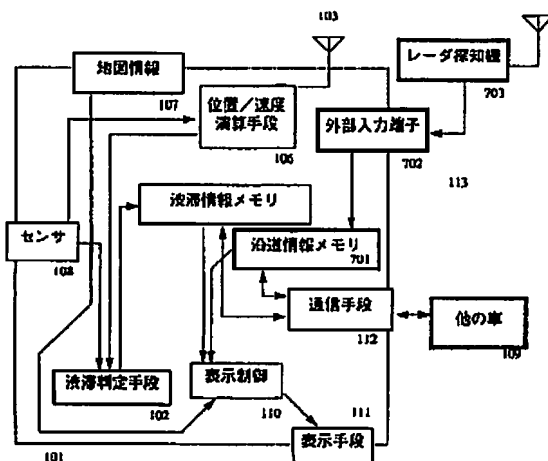 103
地図情報
107
位置／速度
演算手段
106
レーダ探知機
703
外部入力端子
702
113
渋滞情報メモリ
センサ
108
沿道情報メモリ
701
通信手段
112
他の車
109
渋滞判定手段
102
表示制御
110
111
表示手段
101